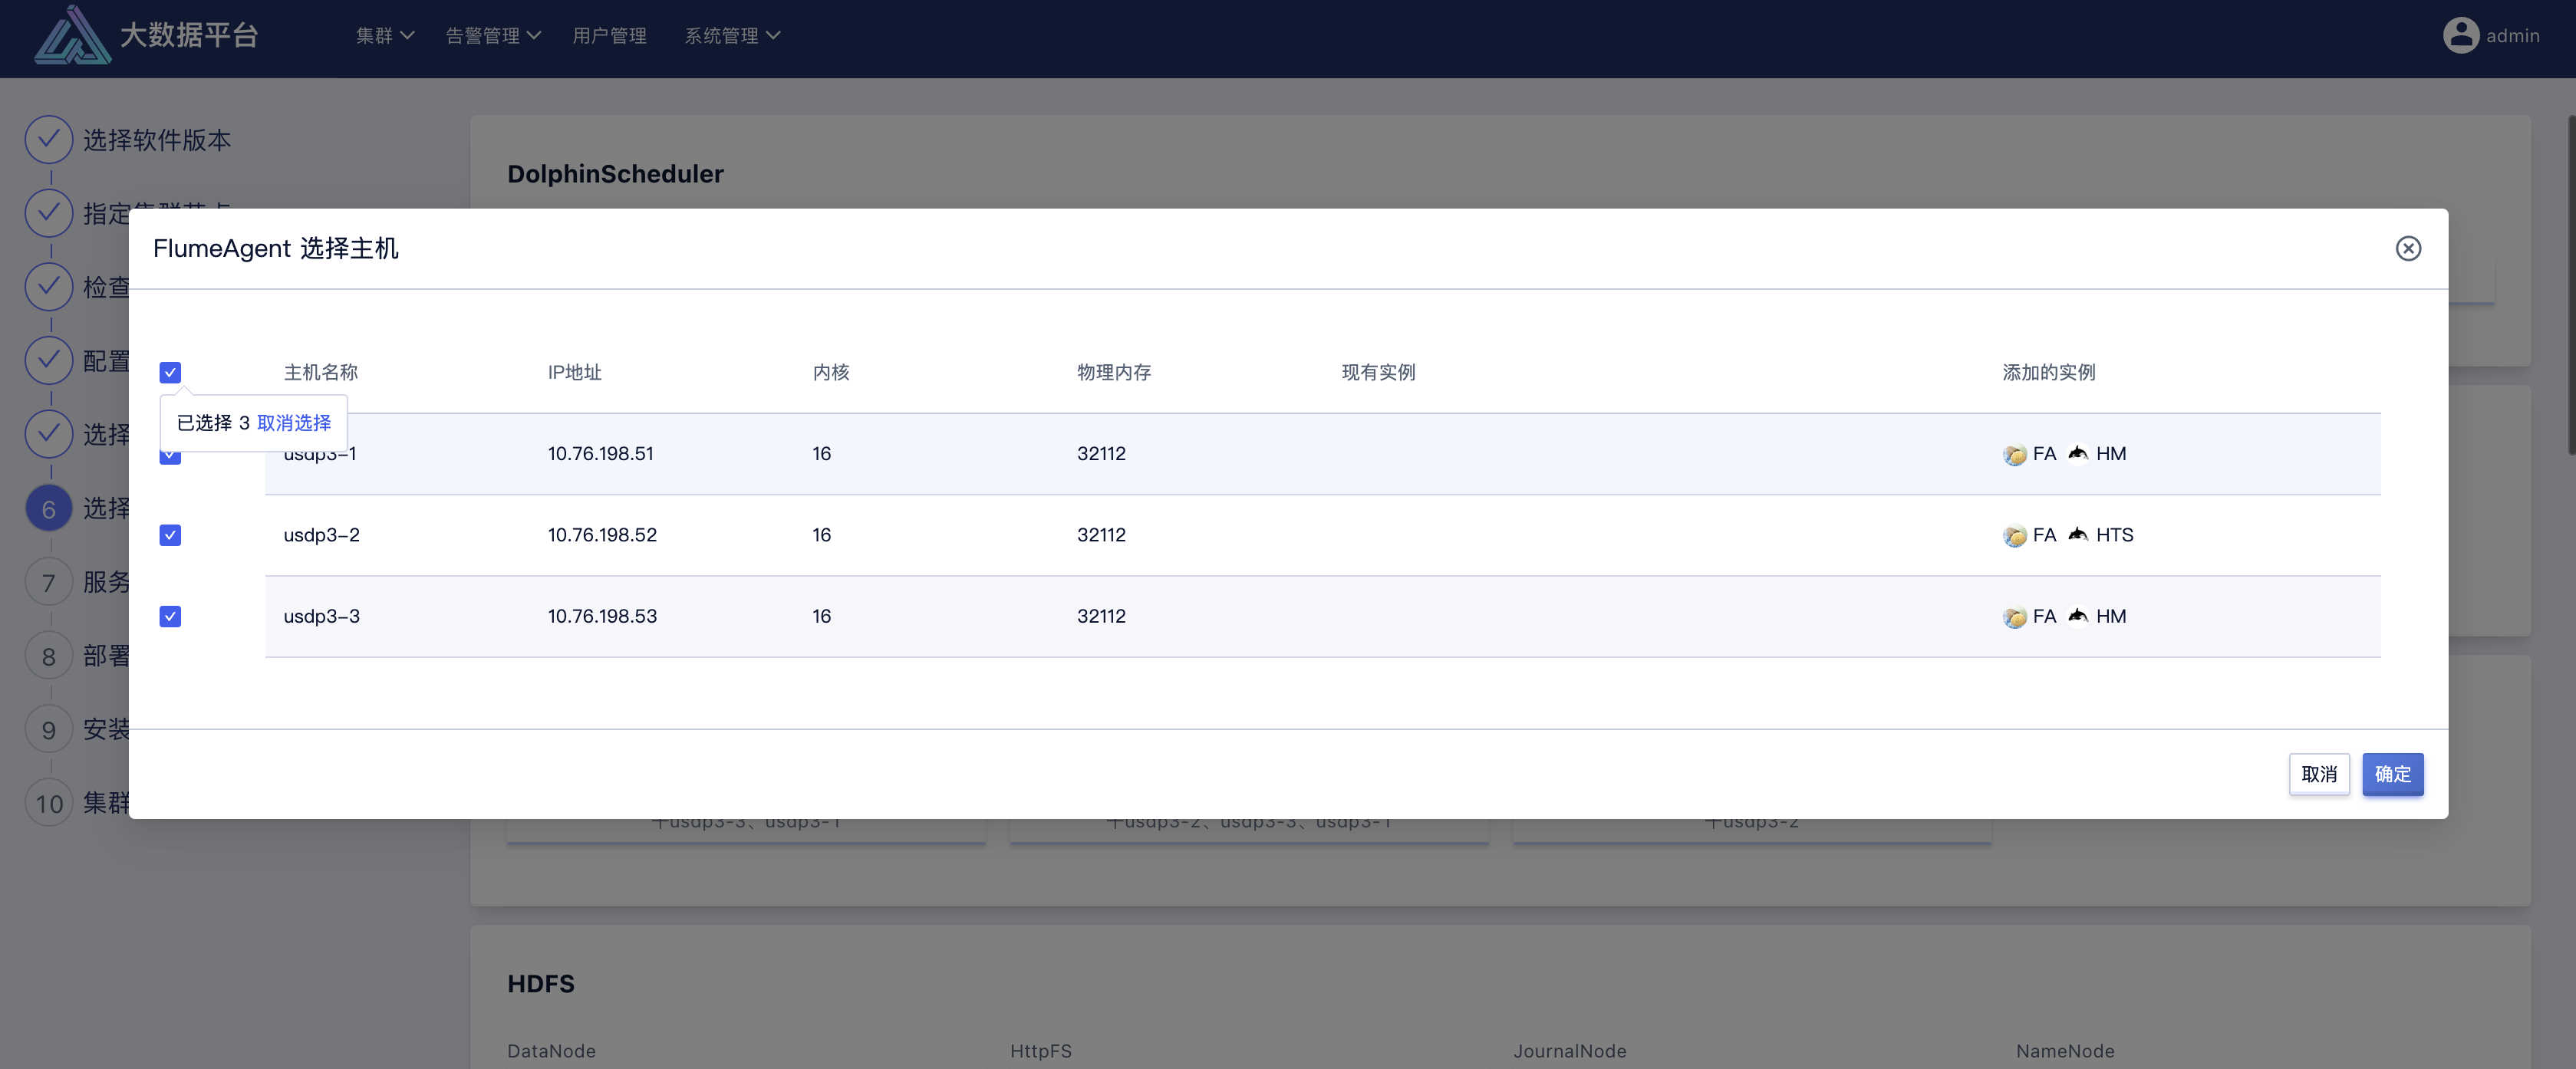 大数据平台
集群
告警管理
用户管理
系统管理
admin
选择软件版本
指定集群节点
检查
配置
选择
6 选择
7 服务
8 部署
9 安装
10 集群
DolphinScheduler
FlumeAgent 选择主机
主机名称 IP地址 内核 物理内存 现有实例 添加的实例
已选择 3 取消选择
usdp3-1 10.76.198.51 16 32112 FA HM
usdp3-2 10.76.198.52 16 32112 FA HTS
usdp3-3 10.76.198.53 16 32112 FA HM
取消 确定
usdp3-3、usdp3-1
usdp3-2、usdp3-3、usdp3-1
usdp3-2
HDFS
DataNode HttpFS JournalNode NameNode